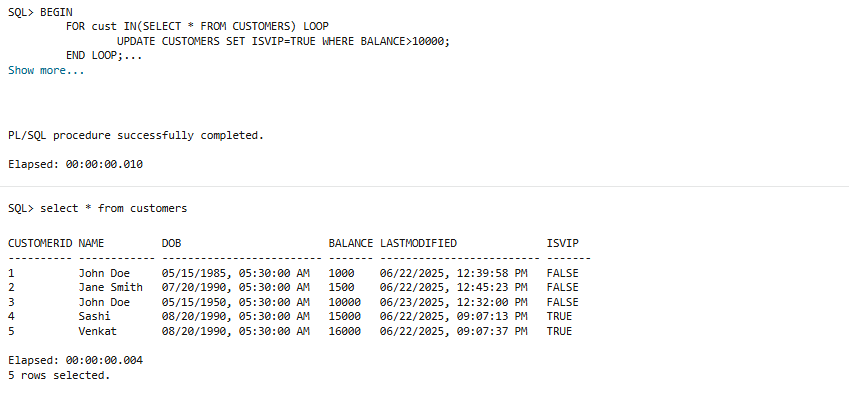 SQL> BEGIN
        FOR cust IN(SELECT * FROM CUSTOMERS) LOOP
                UPDATE CUSTOMERS SET ISVIP=TRUE WHERE BALANCE>10000;
        END LOOP;...
Show more...
PL/SQL procedure successfully completed.
Elapsed: 00:00:00.010
SQL> select * from customers
CUSTOMERID NAME         DOB                       BALANCE LASTMODIFIED              ISVIP
---------- ------------ ------------------------- ------- ------------------------- -------
1          John Doe     05/15/1985, 05:30:00 AM   1000    06/22/2025, 12:39:58 PM   FALSE
2          Jane Smith   07/20/1990, 05:30:00 AM   1500    06/22/2025, 12:45:23 PM   FALSE
3          John Doe     05/15/1950, 05:30:00 AM   10000   06/23/2025, 12:32:00 PM   FALSE
4          Sashi        08/20/1990, 05:30:00 AM   15000   06/22/2025, 09:07:13 PM   TRUE
5          Venkat       08/20/1990, 05:30:00 AM   16000   06/22/2025, 09:07:37 PM   TRUE
Elapsed: 00:00:00.004
5 rows selected.